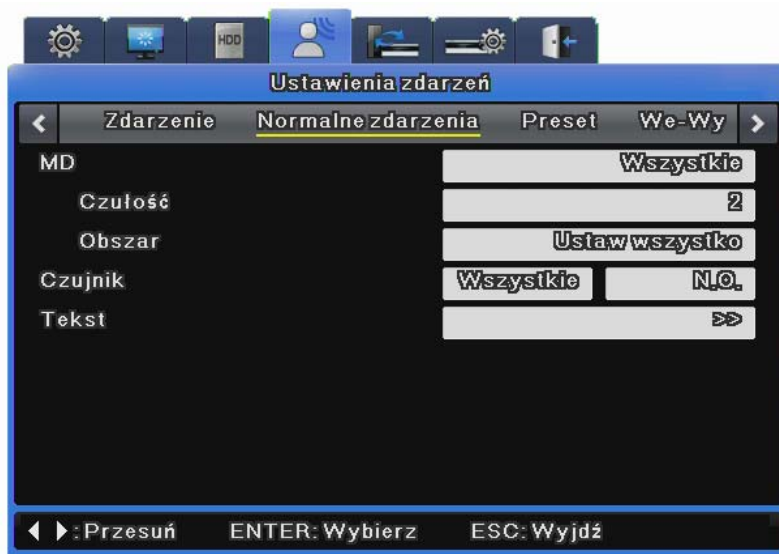 HDD
Ustawienia zdarzeń
Zdarzenie Normalne zdarzenia Preset We-Wy
MD Wszystkie
Czułość 2
Obszar Ustaw wszystko
Czujnik Wszystkie N.O.
Tekst >>
:Przesuń ENTER:Wybierz ESC:Wyjdź